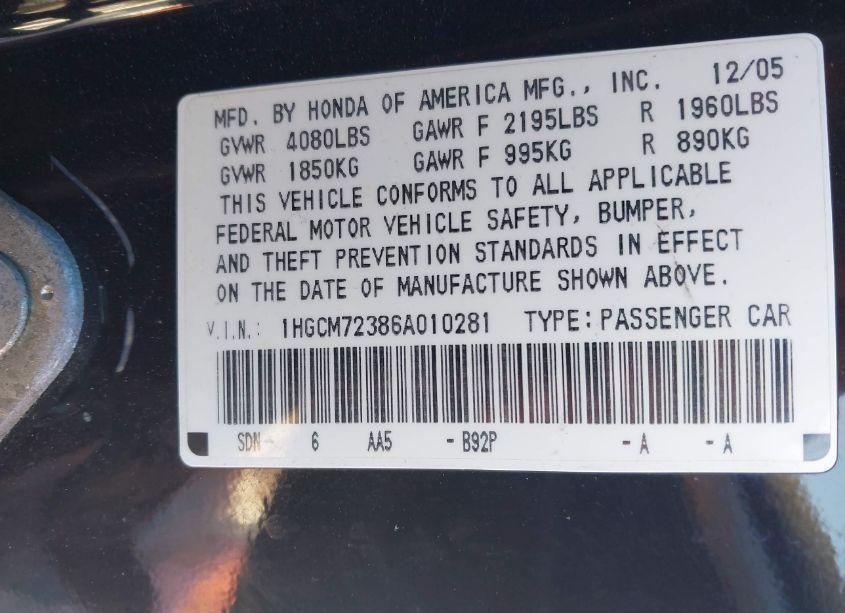 MFD. BY HONDA OF AMERICA MFG., INC. 12/05
GVWR 4080LBS GAWR F 2195LBS R 1960LBS
GVWR 1850KG GAWR F 995KG R 890KG
THIS VEHICLE CONFORMS TO ALL APPLICABLE
FEDERAL MOTOR VEHICLE SAFETY, BUMPER,
AND THEFT PREVENTION STANDARDS IN EFFECT
ON THE DATE OF MANUFACTURE SHOWN ABOVE.
V.I.N.: 1HGCM72386A010281 TYPE: PASSENGER CAR
SDN- 6 AA5 - B92P - A - A